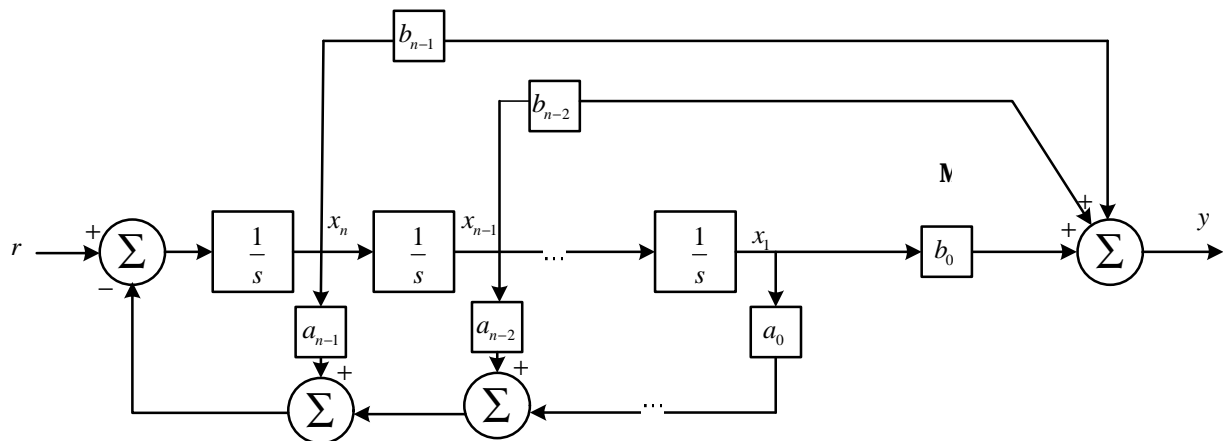 b_{n-1}
b_{n-2}
M
r + Σ − 1/s x_n 1/s x_{n-1} ... 1/s x_1 b_0 + + Σ y
a_{n-1} a_{n-2} a_0
Σ + Σ + ...